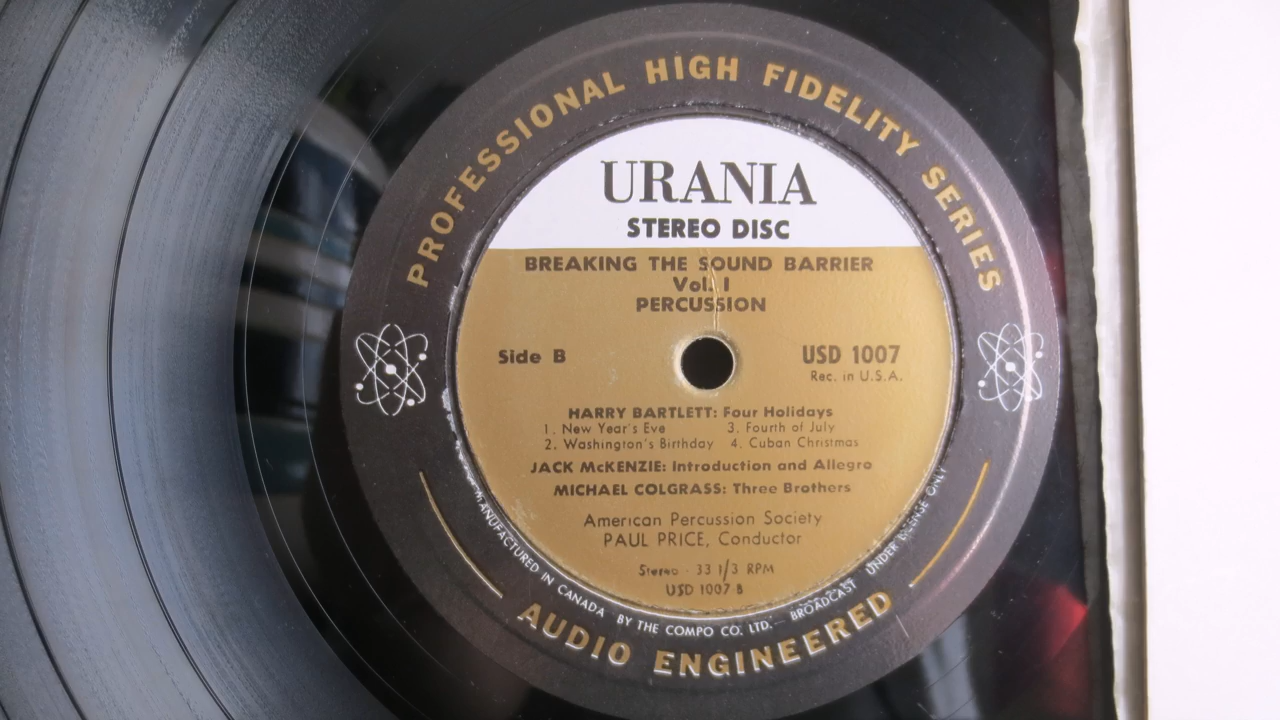 PROFESSIONAL HIGH FIDELITY SERIES
URANIA
STEREO DISC
BREAKING THE SOUND BARRIER
Vol. I
PERCUSSION
Side B
USD 1007
Rec. in U.S.A.
HARRY BARTLETT: Four Holidays
1. New Year's Eve 3. Fourth of July
2. Washington's Birthday 4. Cuban Christmas
JACK McKENZIE: Introduction and Allegro
MICHAEL COLGRASS: Three Brothers
American Percussion Society
PAUL PRICE, Conductor
Stereo - 33 1/3 RPM
USD 1007 B
MANUFACTURED IN CANADA BY THE COMPO CO. LTD. — BROADCAST UNDER LICENSE ONLY
AUDIO ENGINEERED